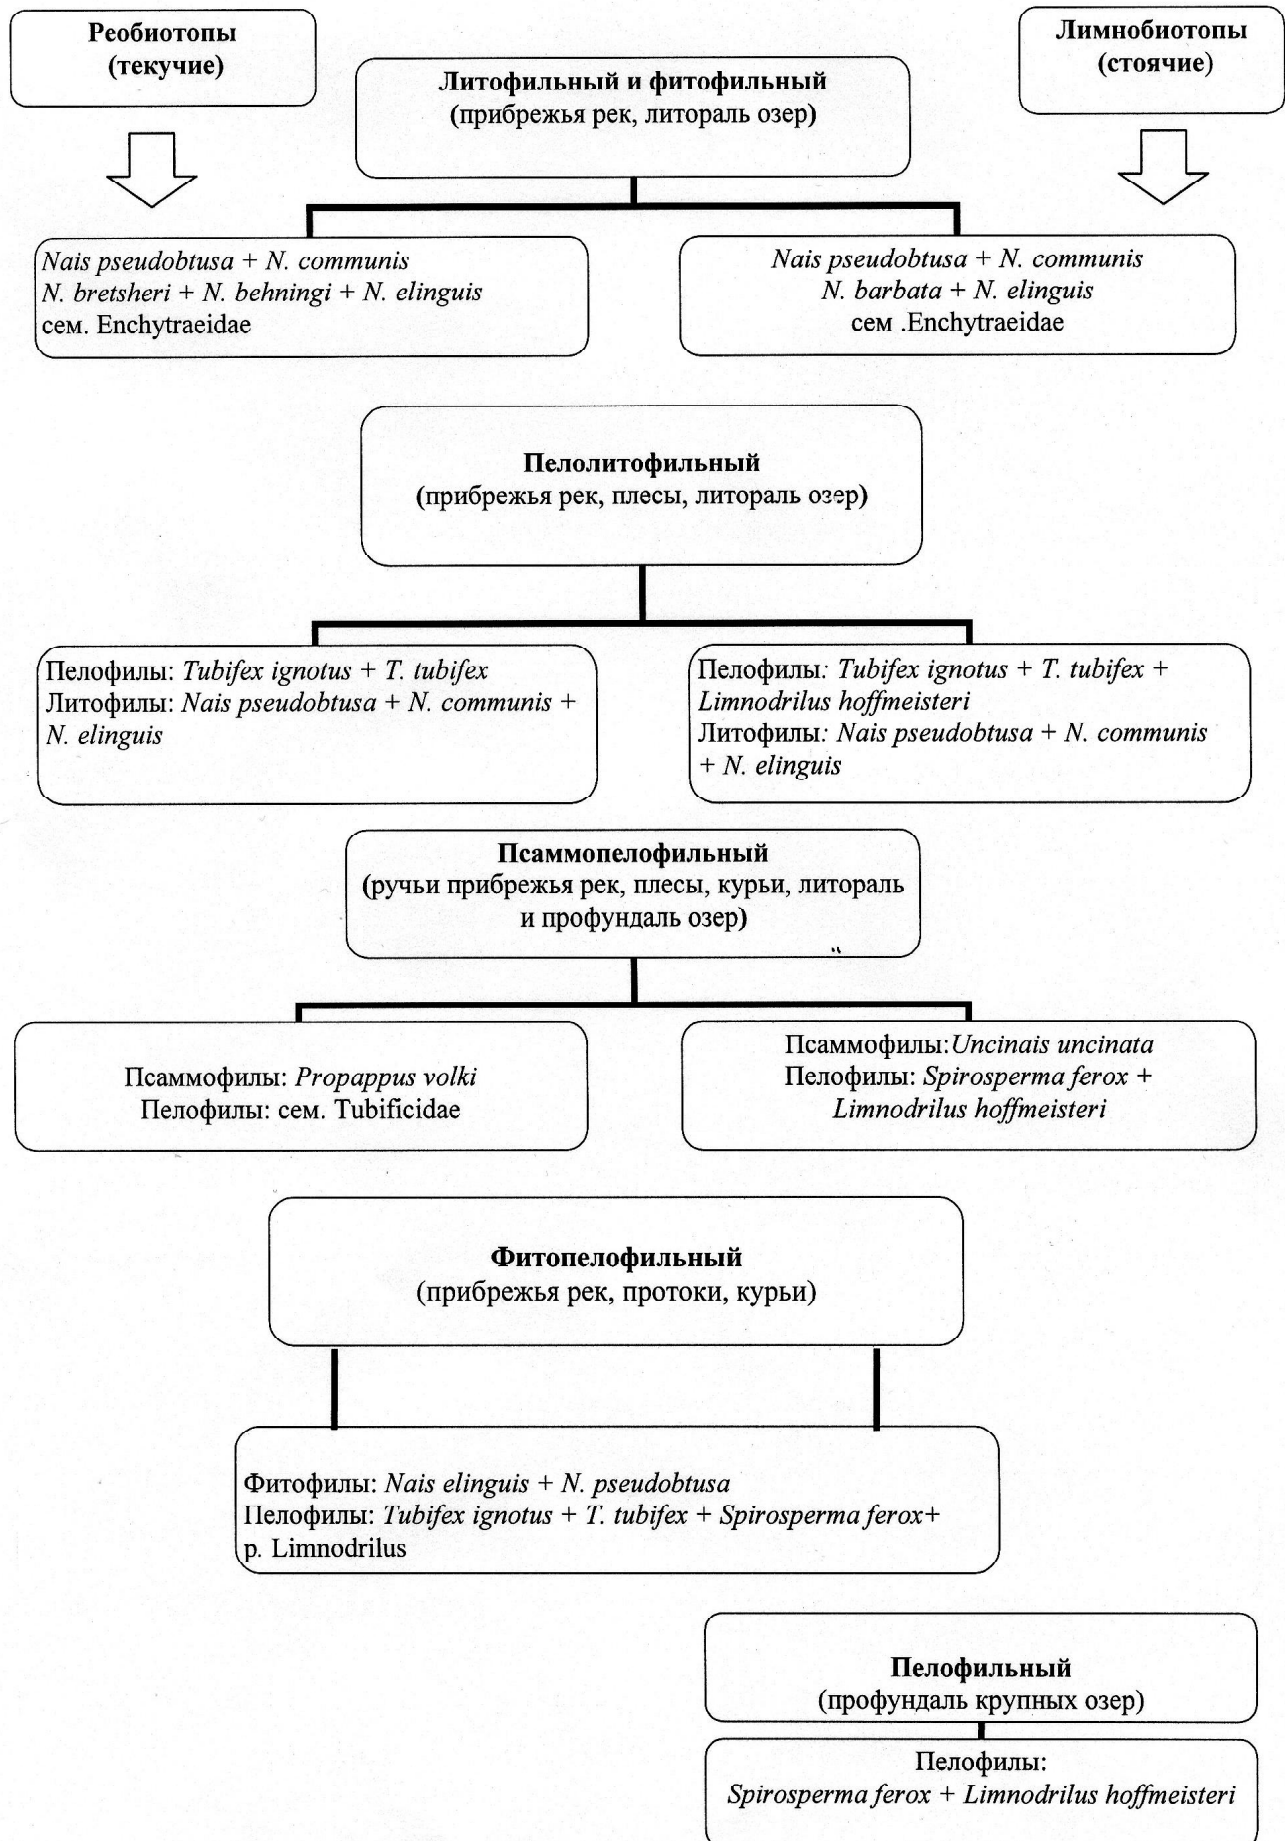 Реобиотопы
(текучие)
Лимнобиотопы
(стоячие)
Литофильный и фитофильный
(прибрежья рек, литораль озер)
Nais pseudobtusa + N. communis
N. bretsheri + N. behningi + N. elinguis
сем. Enchytraeidae
Nais pseudobtusa + N. communis
N. barbata + N. elinguis
сем .Enchytraeidae
Пелолитофильный
(прибрежья рек, плесы, литораль озер)
Пелофилы: Tubifex ignotus + T. tubifex
Литофилы: Nais pseudobtusa + N. communis +
N. elinguis
Пелофилы: Tubifex ignotus + T. tubifex +
Limnodrilus hoffmeisteri
Литофилы: Nais pseudobtusa + N. communis
+ N. elinguis
Псаммопелофильный
(ручьи прибрежья рек, плесы, курьи, литораль
и профундаль озер)
Псаммофилы: Propappus volki
Пелофилы: сем. Tubificidae
Псаммофилы:Uncinais uncinata
Пелофилы: Spirosperma ferox +
Limnodrilus hoffmeisteri
Фитопелофильный
(прибрежья рек, протоки, курьи)
Фитофилы: Nais elinguis + N. pseudobtusa
Пелофилы: Tubifex ignotus + T. tubifex + Spirosperma ferox+
р. Limnodrilus
Пелофильный
(профундаль крупных озер)
Пелофилы:
Spirosperma ferox + Limnodrilus hoffmeisteri